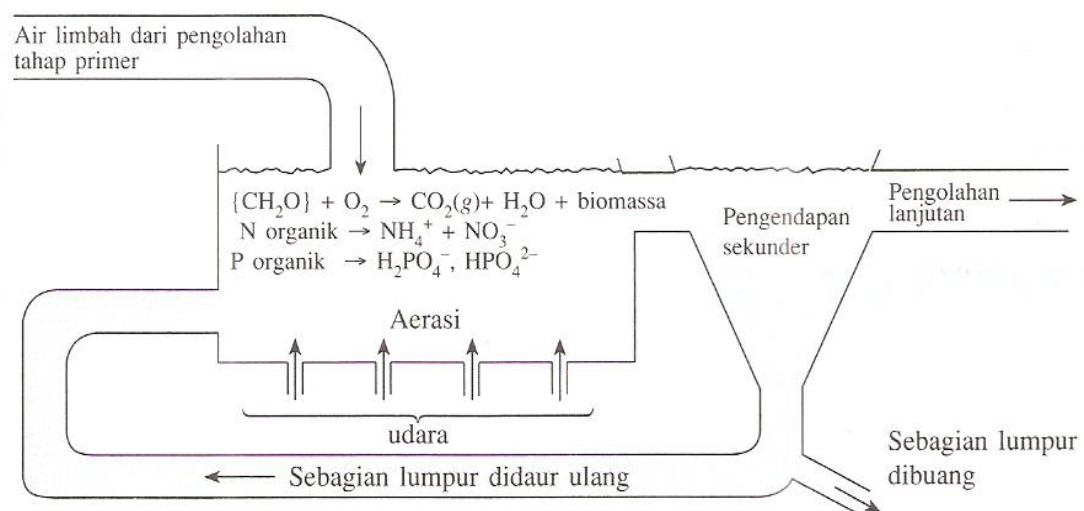 Air limbah dari pengolahan
tahap primer
{CH₂O} + O₂ → CO₂(g)+ H₂O + biomassa
N organik → NH₄⁺ + NO₃⁻
P organik → H₂PO₄⁻, HPO₄²⁻
Pengendapan
sekunder
Pengolahan
lanjutan
Aerasi
udara
Sebagian lumpur didaur ulang
Sebagian lumpur
dibuang